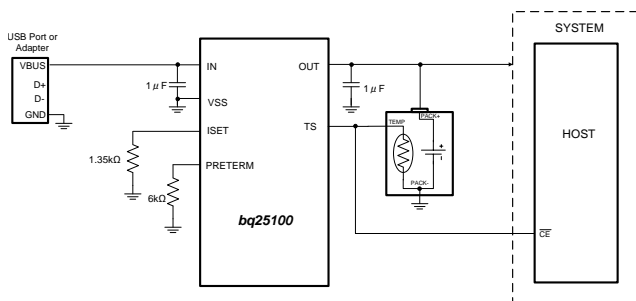 USB Port or
Adapter
VBUS
D+
D-
GND
1 μF
IN
VSS
ISET
PRETERM
1.35kΩ
6kΩ
bq25100
OUT
TS
1 μF
TEMP
PACK+
+
-
PACK-
SYSTEM
HOST
CE